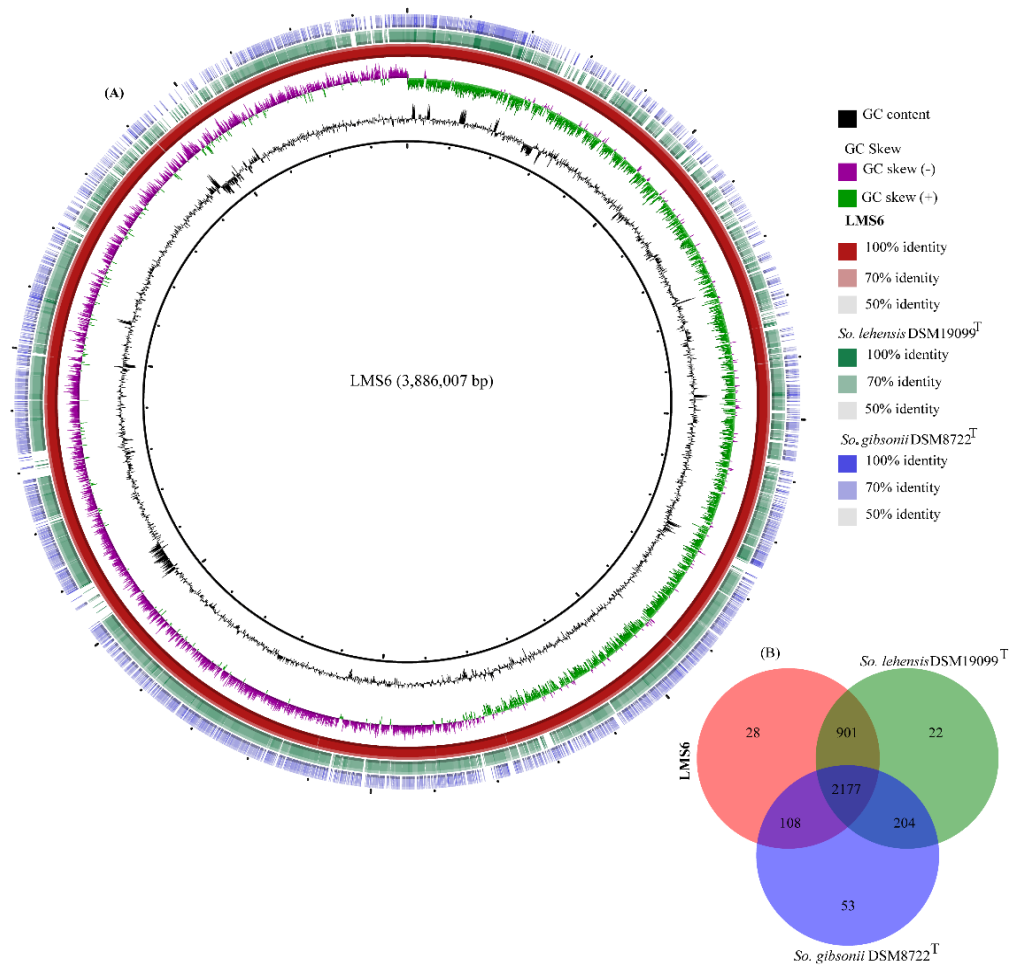 (A)
LMS6 (3,886,007 bp)
GC content
GC Skew
GC skew (-)
GC skew (+)
LMS6
100% identity
70% identity
50% identity
So. lehensis DSM19099T
100% identity
70% identity
50% identity
So. gibsonii DSM8722T
100% identity
70% identity
50% identity
(B)
So. lehensis DSM19099T
LMS6
28
901
22
2177
108
204
53
So. gibsonii DSM8722T